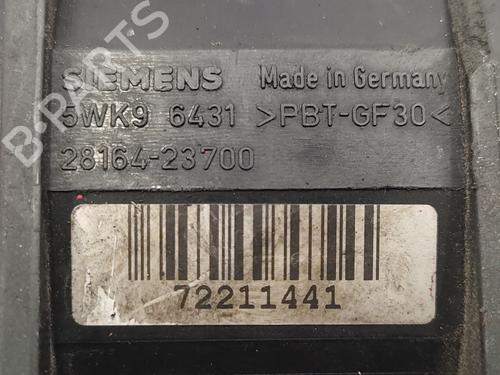 B-PARTS
SIEMENS Made in Germany
5WK9 6431 >PBT-GF30<
28164-23700
72211441